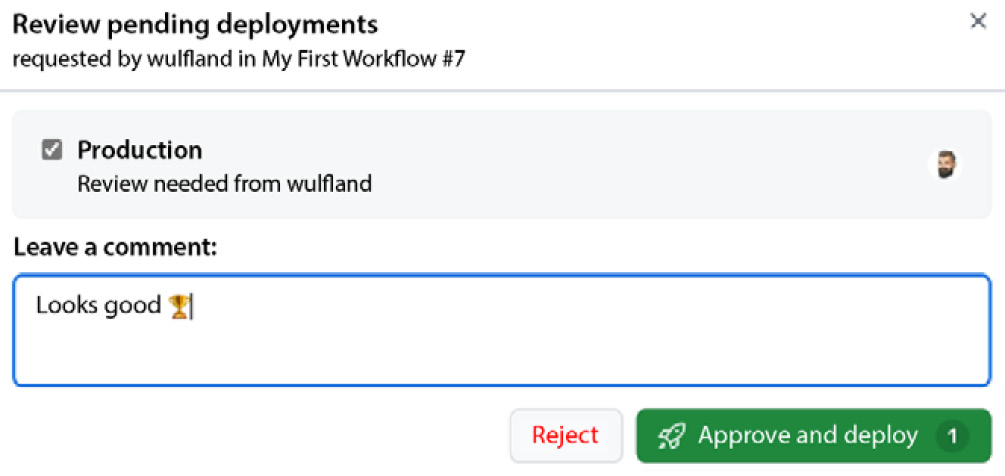 Review pending deployments
requested by wulfland in My First Workflow #7
Production
Review needed from wulfland
Leave a comment:
Looks good 🏆
Reject
Approve and deploy 1